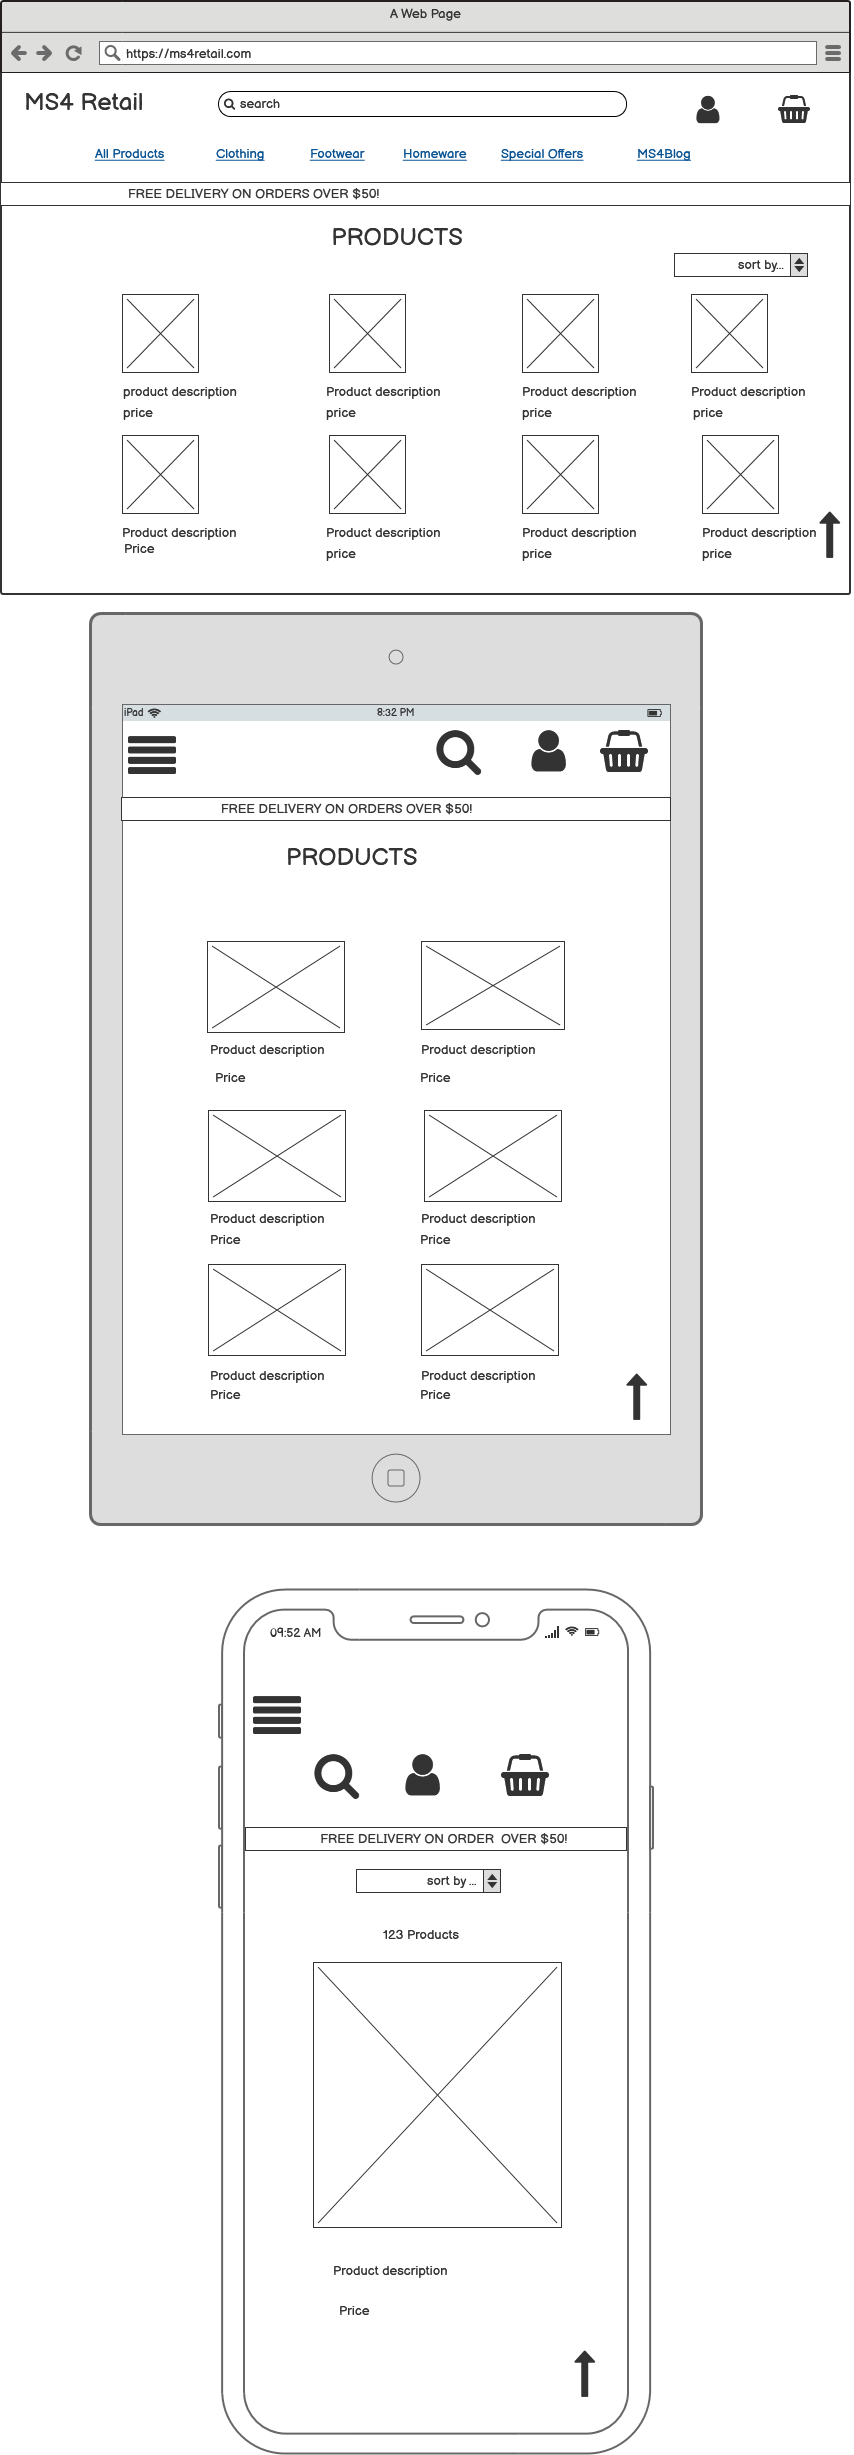 A Web Page
https://ms4retail.com
MS4 Retail
search
All Products Clothing Footwear Homeware Special Offers MS4Blog
FREE DELIVERY ON ORDERS OVER $50!
PRODUCTS
sort by...
product description Product description Product description Product description
price price price price
Product description Product description Product description Product description
Price price price price
iPad 8:32 PM
FREE DELIVERY ON ORDERS OVER $50!
PRODUCTS
Product description Product description
Price Price
Product description Product description
Price Price
Product description Product description
Price Price
09:52 AM
FREE DELIVERY ON ORDER OVER $50!
sort by ...
123 Products
Product description
Price